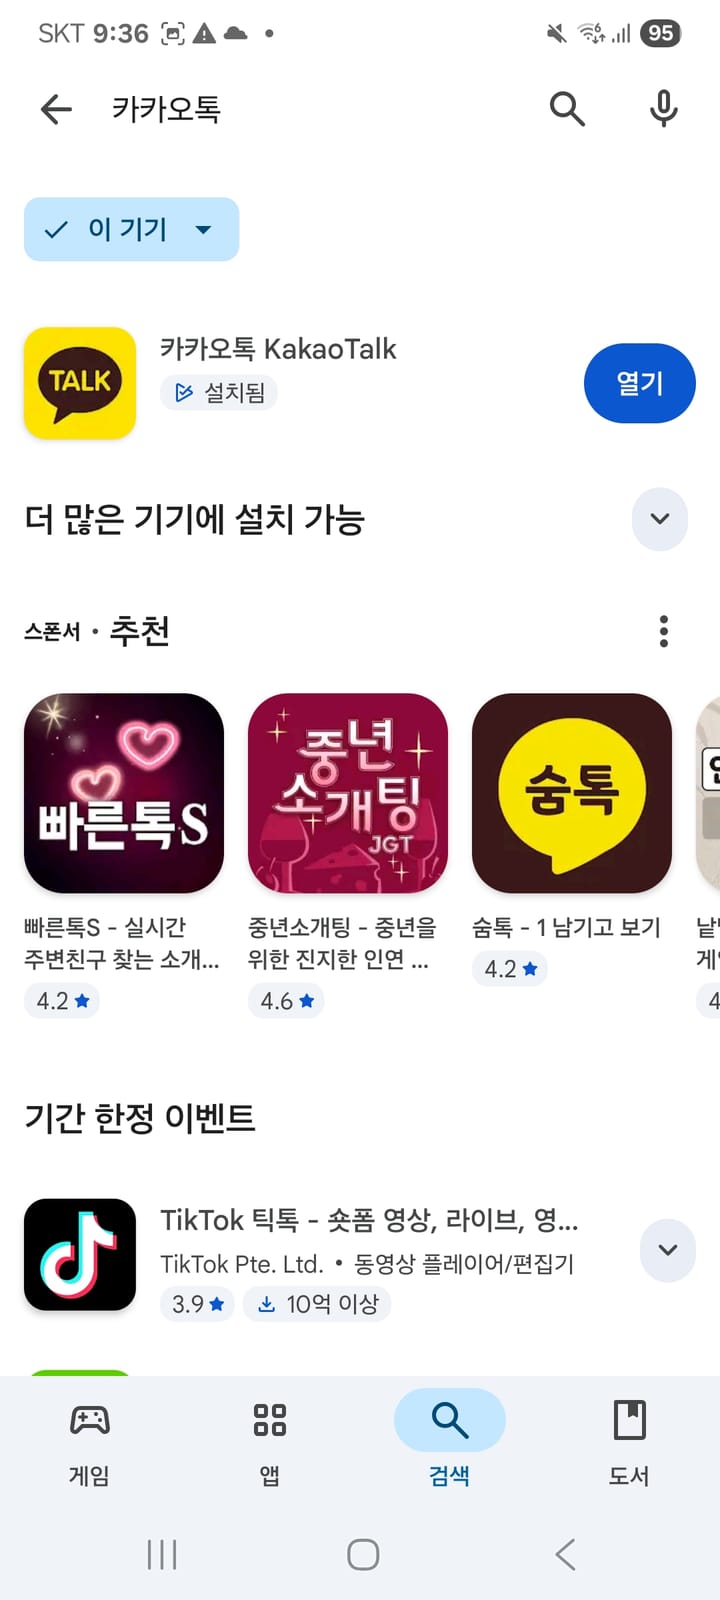 SKT 9:36 95
카카오톡
이 기기
TALK
카카오톡 KakaoTalk
설치됨
열기
더 많은 기기에 설치 가능
스폰서 • 추천
빠른톡S
중년
소개팅
JGT
숨톡
빠른톡S - 실시간
주변친구 찾는 소개...
4.2
중년소개팅 - 중년을
위한 진지한 인연 ...
4.6
숨톡 - 1 남기고 보기
4.2
기간 한정 이벤트
TikTok 틱톡 - 숏폼 영상, 라이브, 영...
TikTok Pte. Ltd. • 동영상 플레이어/편집기
3.9 10억 이상
게임 앱 검색 도서